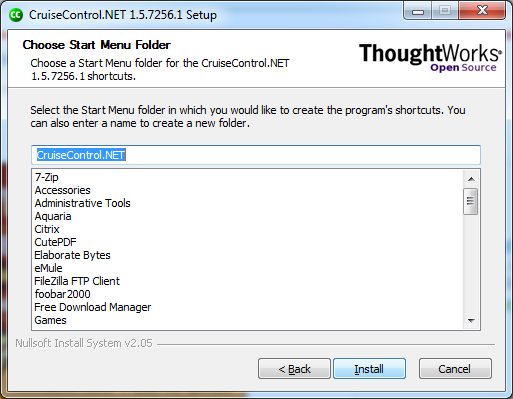 CruiseControl.NET 1.5.7256.1 Setup
Choose Start Menu Folder
Choose a Start Menu folder for the CruiseControl.NET
1.5.7256.1 shortcuts.
ThoughtWorks
Open Source
Select the Start Menu folder in which you would like to create the program's shortcuts. You
can also enter a name to create a new folder.
CruiseControl.NET
7-Zip
Accessories
Administrative Tools
Aquaria
Citrix
CutePDF
Elaborate Bytes
eMule
FileZilla FTP Client
foobar2000
Free Download Manager
Games
Nullsoft Install System v2.05
< Back
Install
Cancel